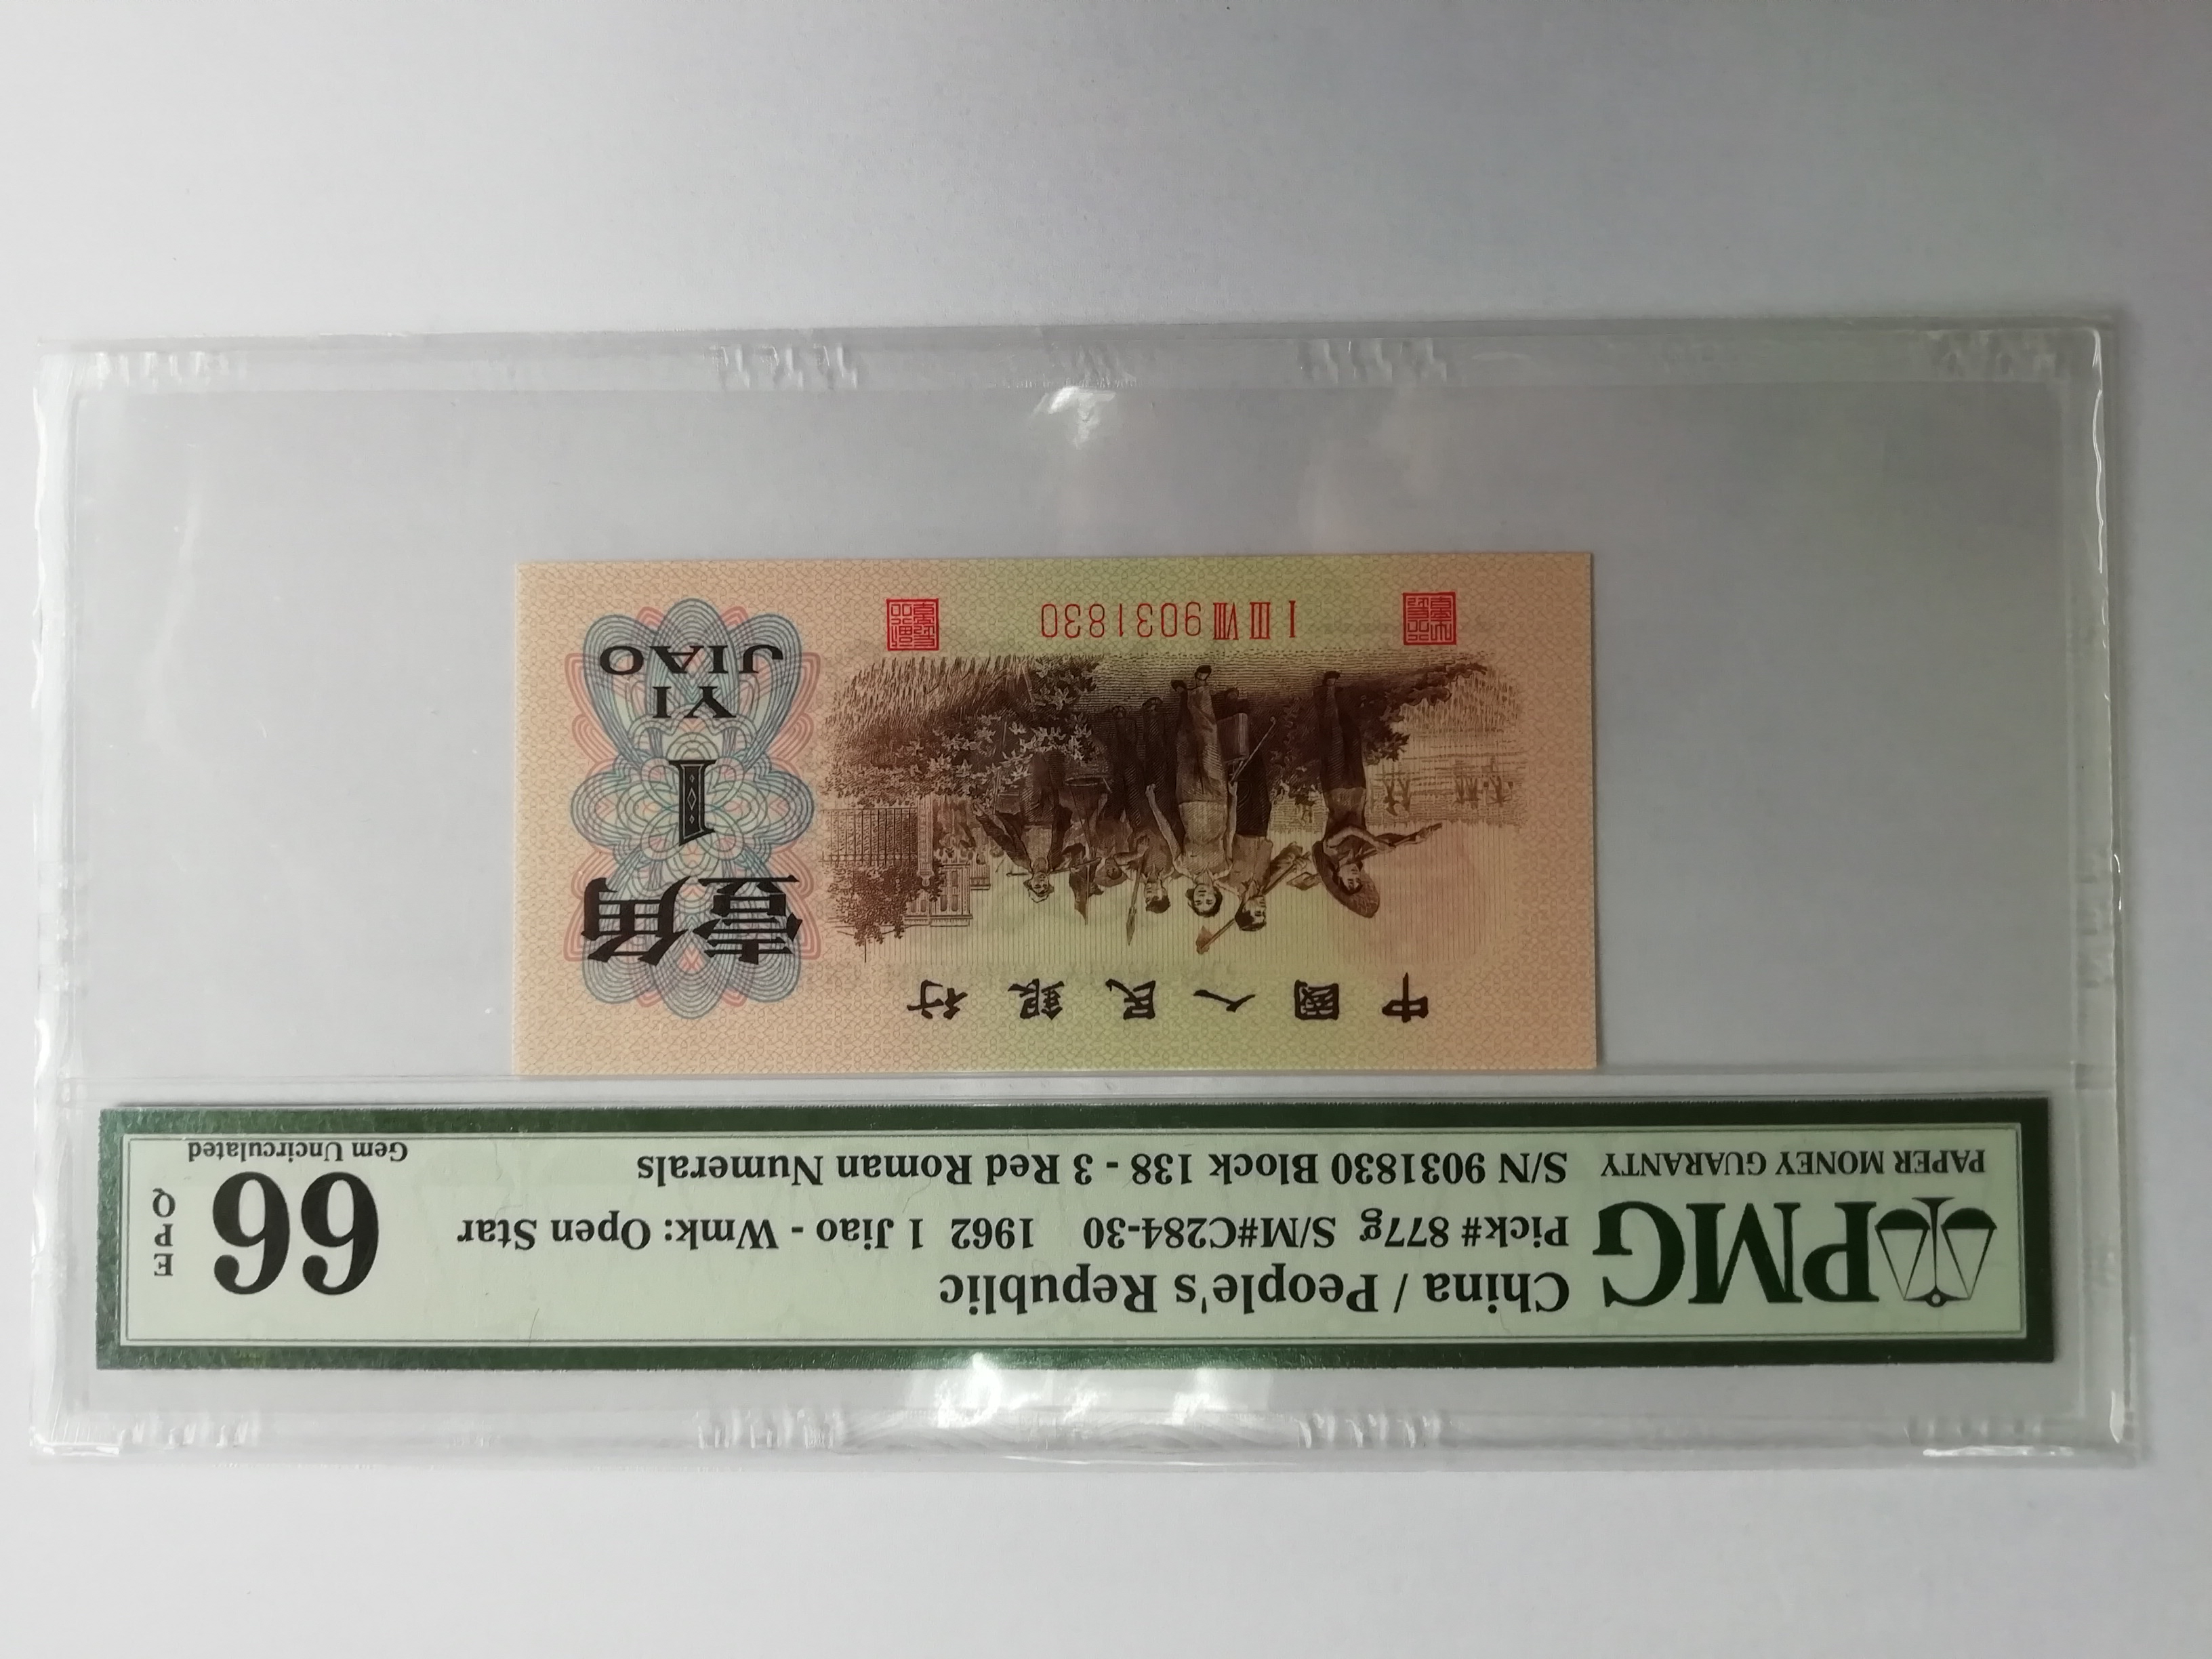 PMG
PAPER MONEY GUARANTY
China / People's Republic
Pick# 877g S/M#C284-30 1962 1 Jiao - Wmk: Open Star
S/N 9031830 Block 138 - 3 Red Roman Numerals
66
EPQ
Gem Uncirculated
中國人民銀行
壹角
1
YI
JIAO
I III VIII 9031830